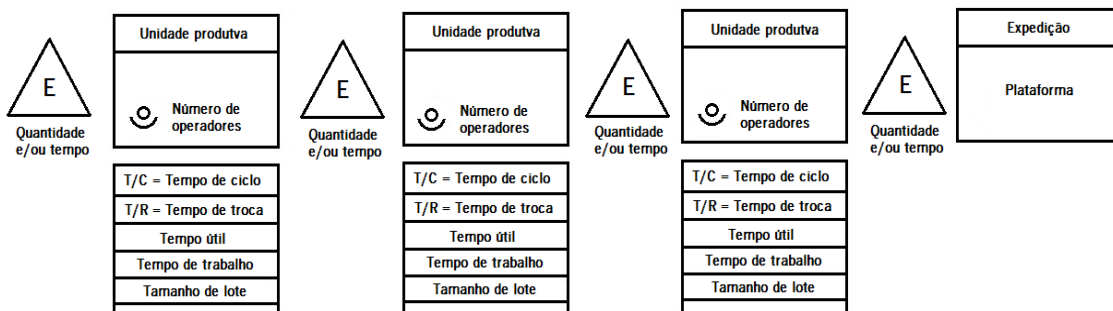 E
Quantidade
e/ou tempo
Unidade produtva
Número de
operadores
T/C = Tempo de ciclo
T/R = Tempo de troca
Tempo útil
Tempo de trabalho
Tamanho de lote
E
Quantidade
e/ou tempo
Unidade produtva
Número de
operadores
T/C = Tempo de ciclo
T/R = Tempo de troca
Tempo útil
Tempo de trabalho
Tamanho de lote
E
Quantidade
e/ou tempo
Unidade produtva
Número de
operadores
T/C = Tempo de ciclo
T/R = Tempo de troca
Tempo útil
Tempo de trabalho
Tamanho de lote
E
Quantidade
e/ou tempo
Expedição
Plataforma